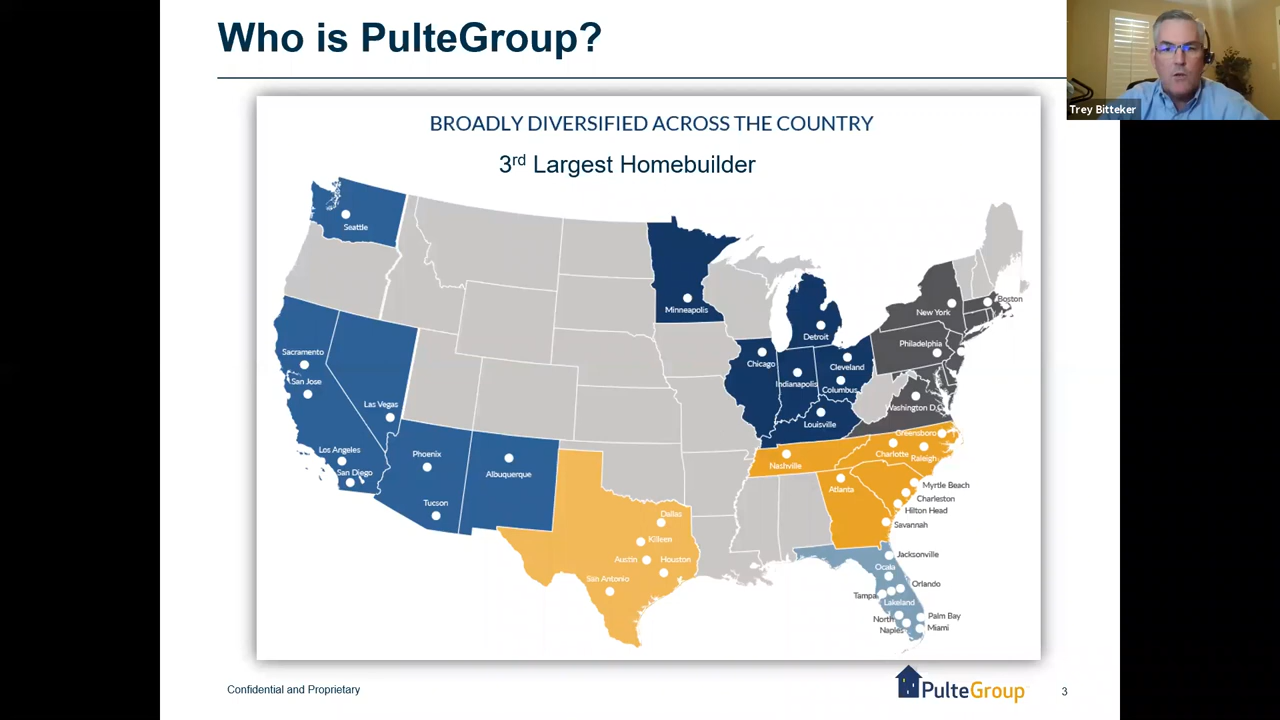 Who is PulteGroup?
Trey Bitteker
BROADLY DIVERSIFIED ACROSS THE COUNTRY
3rd Largest Homebuilder
Seattle
Minneapolis
Boston
New York
Detroit
Philadelphia
Sacramento
Chicago
Cleveland
San Jose
Indianapolis
Columbus
Las Vegas
Washington D.C.
Louisville
Greensboro
Los Angeles
Phoenix
Charlotte
Raleigh
San Diego
Albuquerque
Nashville
Atlanta
Myrtle Beach
Tucson
Charleston
Hilton Head
Dallas
Savannah
Killeen
Austin
Houston
Jacksonville
Ocala
San Antonio
Orlando
Tampa
Lakeland
North
Naples
Palm Bay
Miami
Confidential and Proprietary
PulteGroup
3